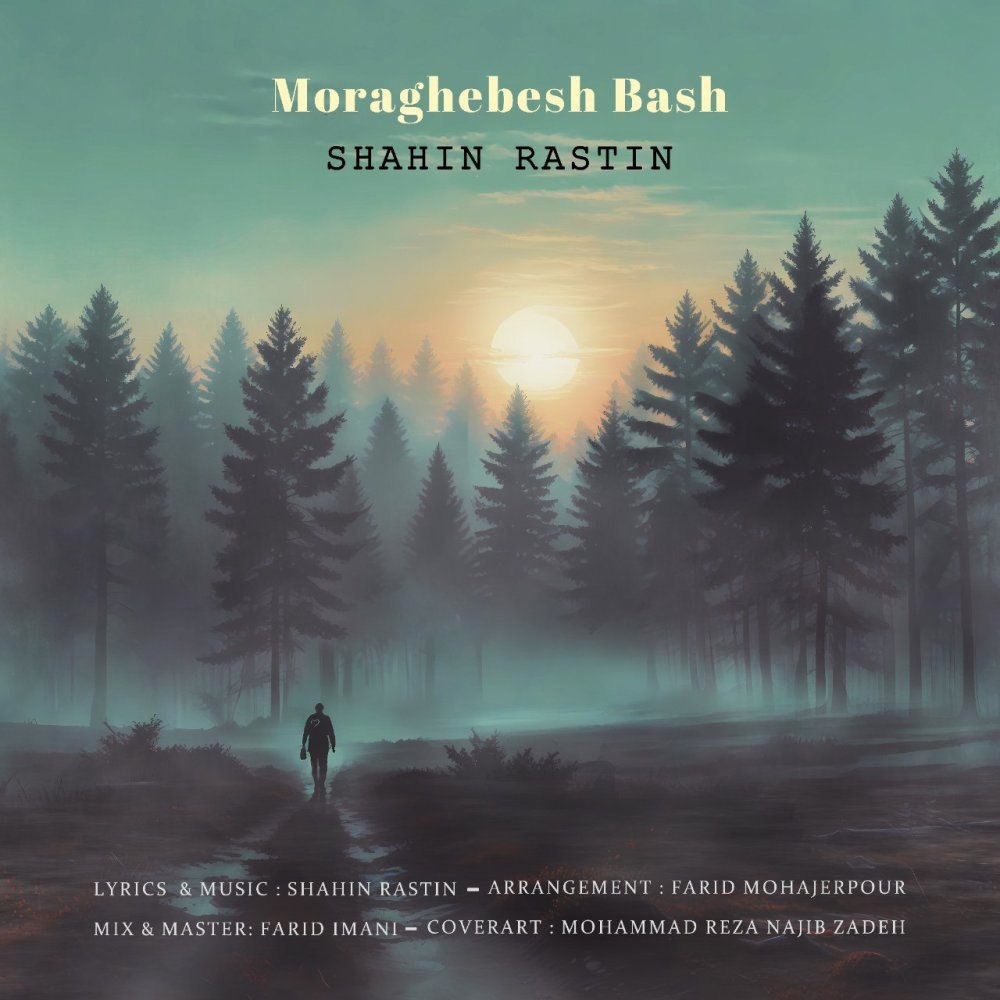 Moraghebesh Bash
SHAHIN RASTIN
LYRICS & MUSIC : SHAHIN RASTIN – ARRANGEMENT : FARID MOHAJERPOUR
MIX & MASTER: FARID IMANI – COVERART : MOHAMMAD REZA NAJIB ZADEH